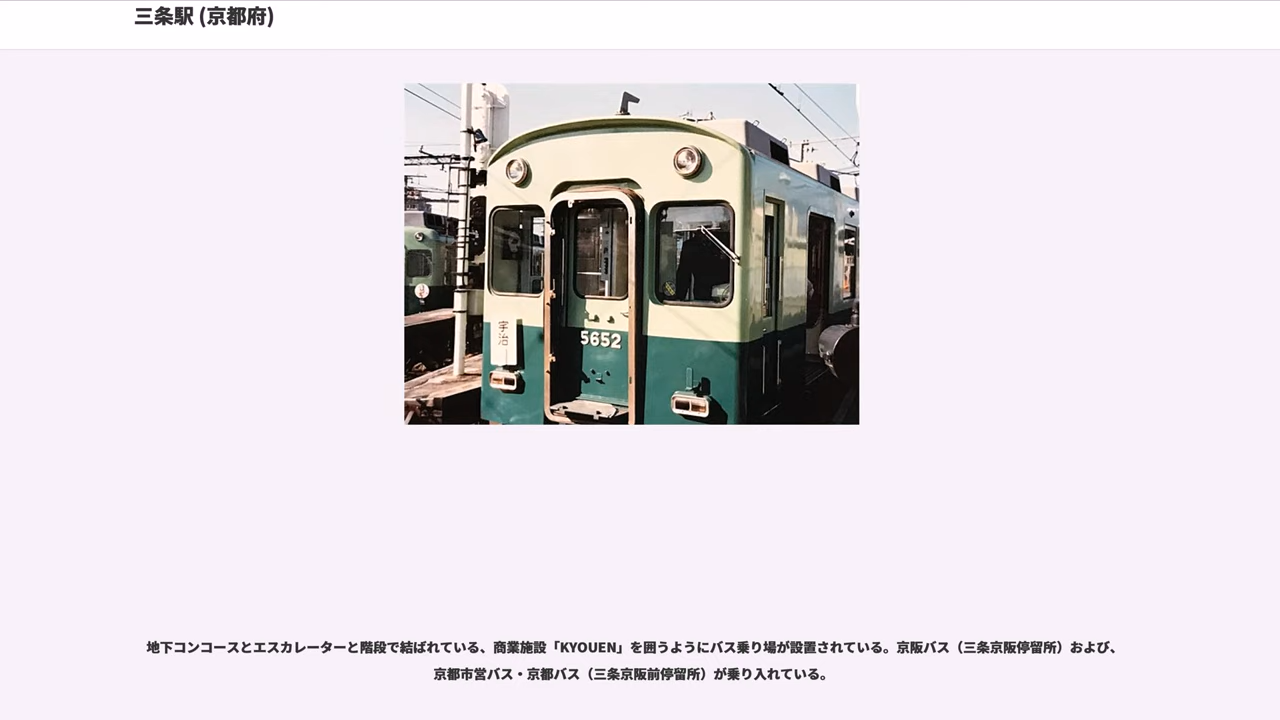 三条駅 (京都府)
宇治
5652
地下コンコースとエスカレーターと階段で結ばれている、商業施設「KYOUEN」を囲うようにバス乗り場が設置されている。京阪バス（三条京阪停留所）および、
京都市営バス・京都バス（三条京阪前停留所）が乗り入れている。